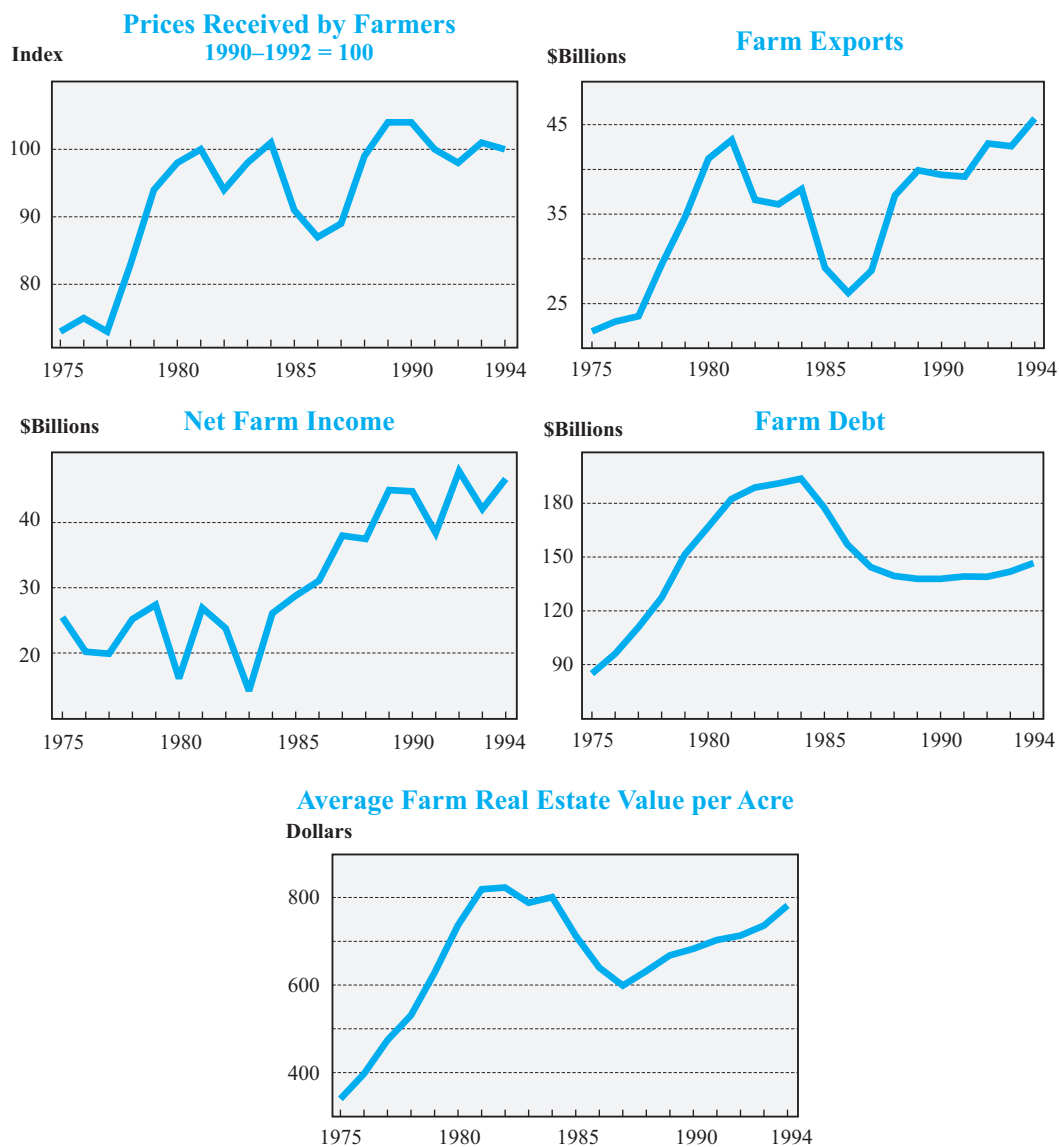 Prices Received by Farmers
1990–1992 = 100
Index
100
90
80
1975 1980 1985 1990 1994
Farm Exports
$Billions
45
35
25
1975 1980 1985 1990 1994
Net Farm Income
$Billions
40
30
20
1975 1980 1985 1990 1994
Farm Debt
$Billions
180
150
120
90
1975 1980 1985 1990 1994
Average Farm Real Estate Value per Acre
Dollars
800
600
400
1975 1980 1985 1990 1994